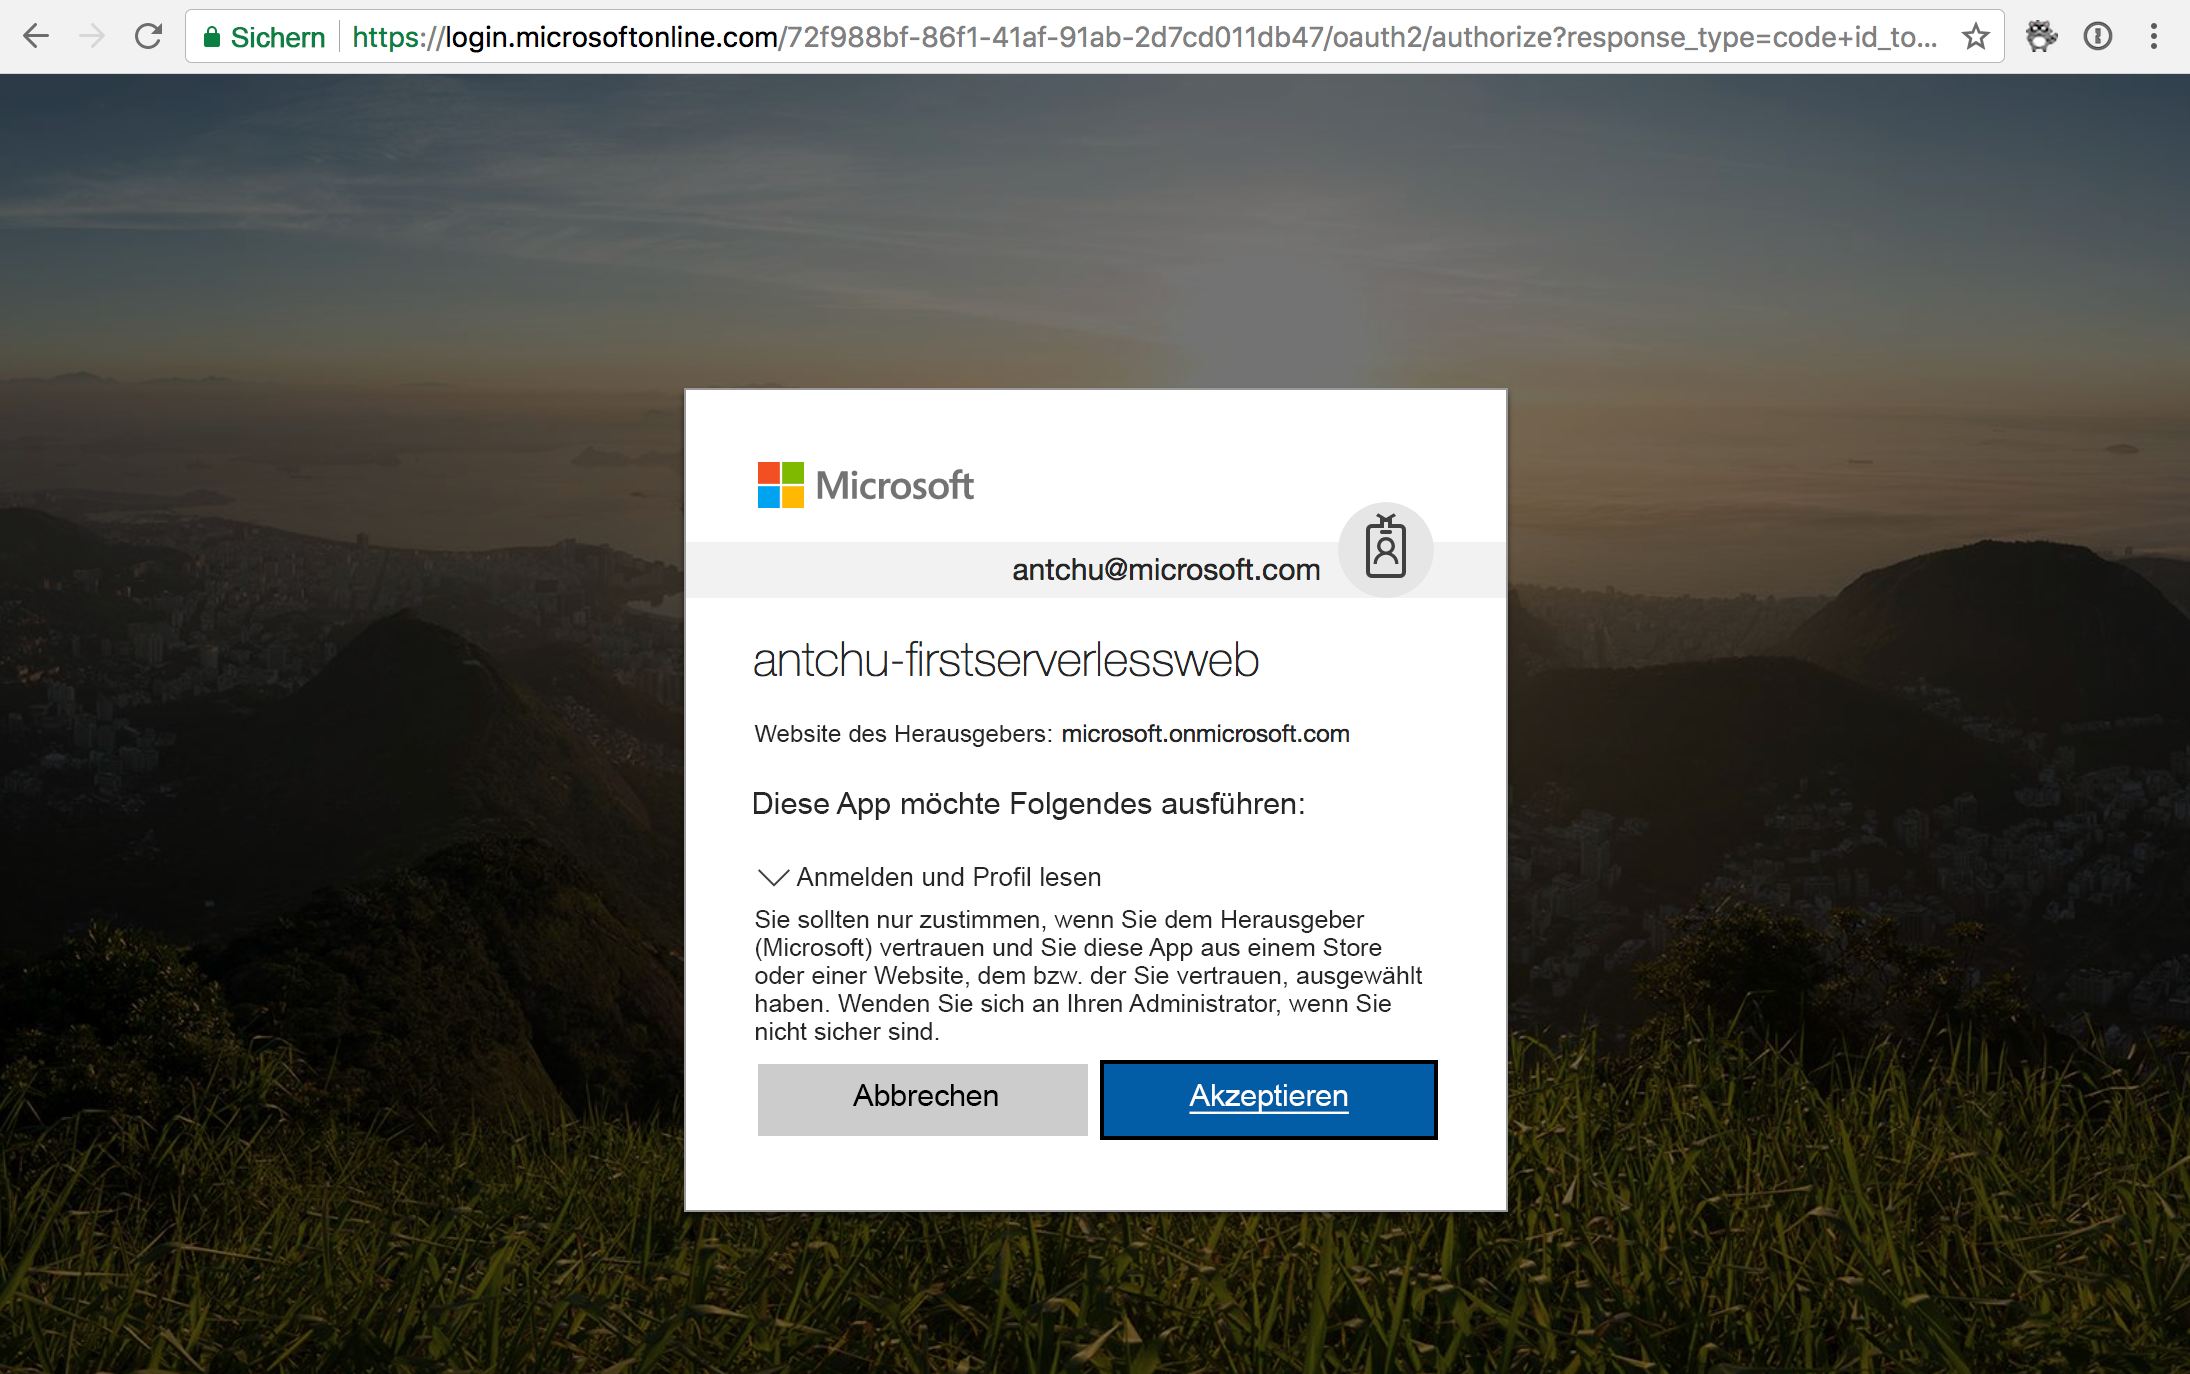 Sichern
https://login.microsoftonline.com/72f988bf-86f1-41af-91ab-2d7cd011db47/oauth2/authorize?response_type=code+id_to...
Microsoft
antchu@microsoft.com
antchu-firstserverlessweb
Website des Herausgebers: microsoft.onmicrosoft.com
Diese App möchte Folgendes ausführen:
Anmelden und Profil lesen
Sie sollten nur zustimmen, wenn Sie dem Herausgeber
(Microsoft) vertrauen und Sie diese App aus einem Store
oder einer Website, dem bzw. der Sie vertrauen, ausgewählt
haben. Wenden Sie sich an Ihren Administrator, wenn Sie
nicht sicher sind.
Abbrechen
Akzeptieren